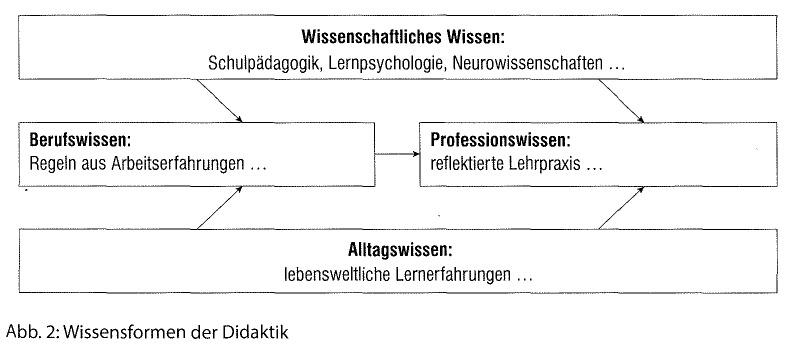 Wissenschaftliches Wissen:
Schulpädagogik, Lernpsychologie, Neurowissenschaften …
Berufswissen:
Regeln aus Arbeitserfahrungen …
Professionswissen:
reflektierte Lehrpraxis …
Alltagswissen:
lebensweltliche Lernerfahrungen …
Abb. 2: Wissensformen der Didaktik